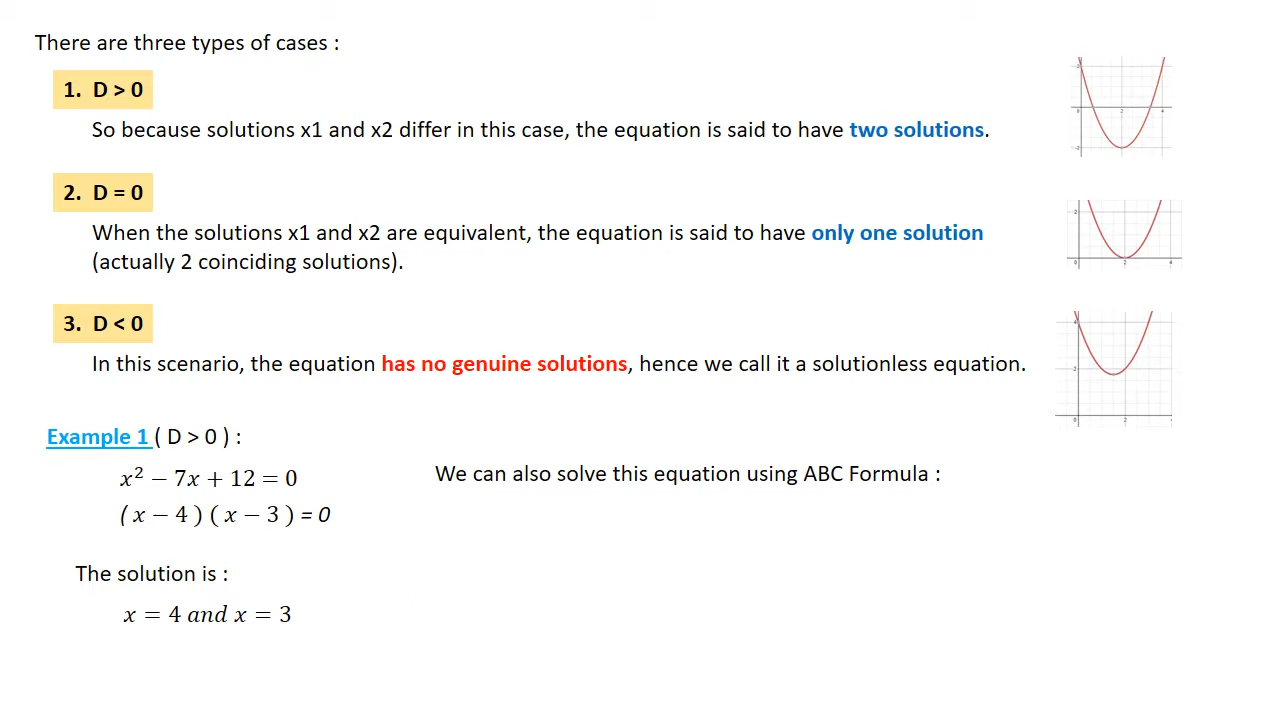 There are three types of cases :
1. D > 0
So because solutions x1 and x2 differ in this case, the equation is said to have two solutions.
2. D = 0
When the solutions x1 and x2 are equivalent, the equation is said to have only one solution
(actually 2 coinciding solutions).
3. D < 0
In this scenario, the equation has no genuine solutions, hence we call it a solutionless equation.
Example 1 ( D > 0 ) :
x² − 7x + 12 = 0
( x − 4 ) ( x − 3 ) = 0
We can also solve this equation using ABC Formula :
The solution is :
x = 4 and x = 3